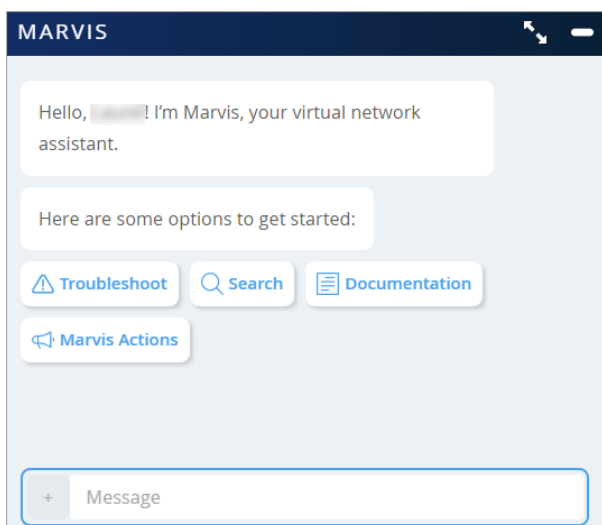 MARVIS
Hello, ! I’m Marvis, your virtual network
assistant.
Here are some options to get started:
Troubleshoot
Search
Documentation
Marvis Actions
+ Message